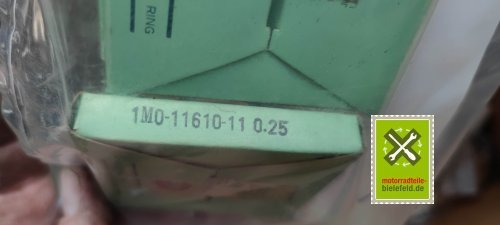 RING
1M0-11610-11 0.25
motorradteile-
bielefeld.de